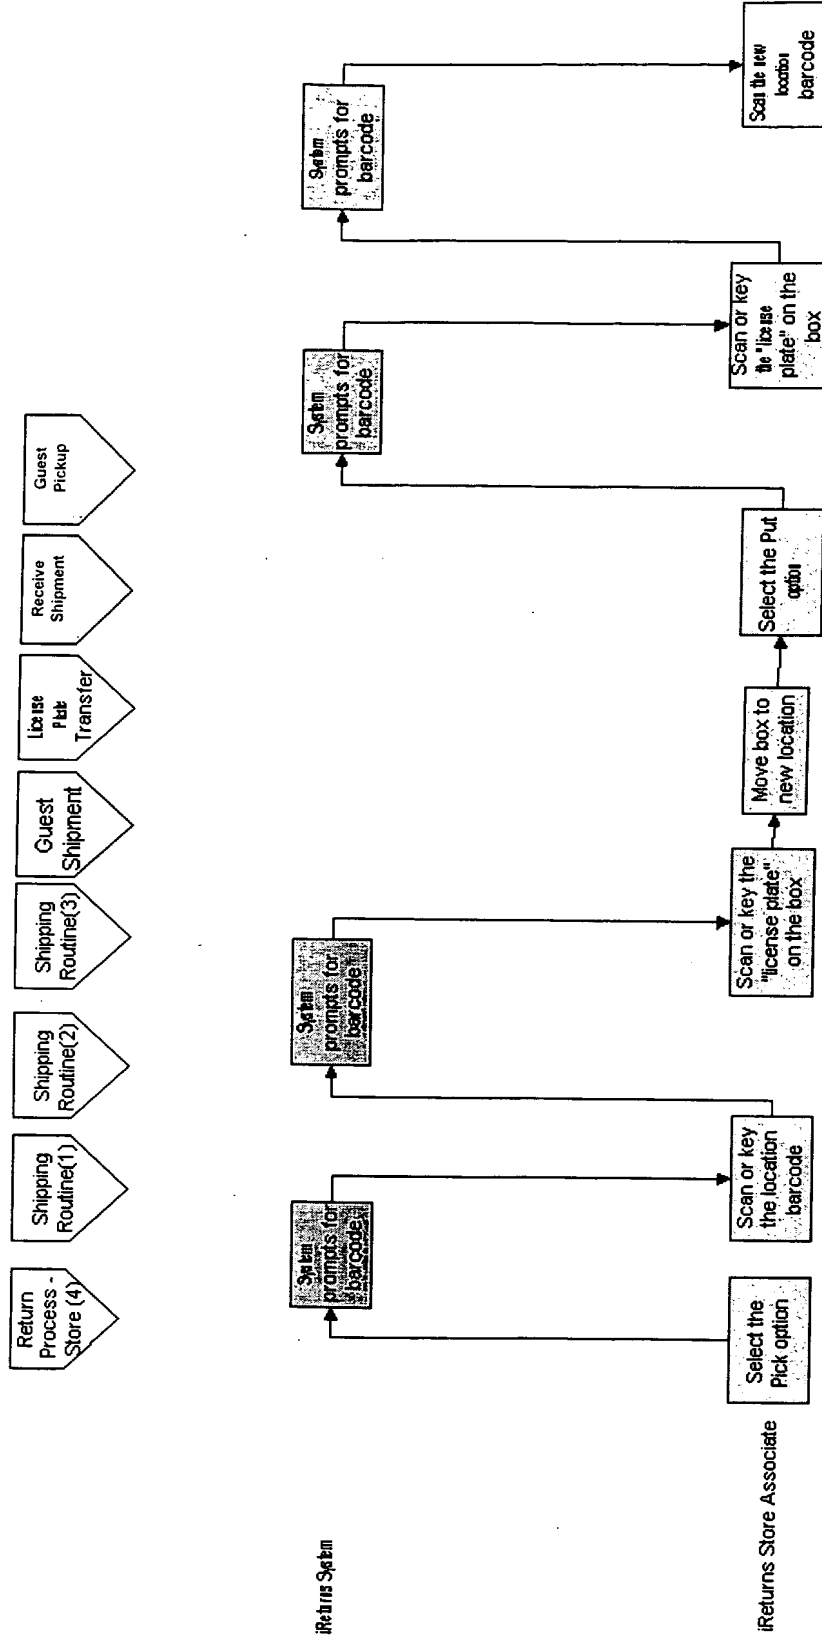 Return
Process -
Store (4)
Shipping
Routine(1)
Shipping
Routine(2)
Shipping
Routine(3)
Guest
Shipment
License
Plate
Transfer
Receive
Shipment
Guest
Pickup
iReturns System
System
prompts for
barcode
System
prompts for
barcode
System
prompts for
barcode
System
prompts for
barcode
iReturns Store Associate
Select the
Pick option
Scan or key
the location
barcode
Scan or key the
"license plate"
on the box
Move box to
new location
Select the Put
option
Scan or key
the "license
plate" on the
box
Scan the new
location
barcode